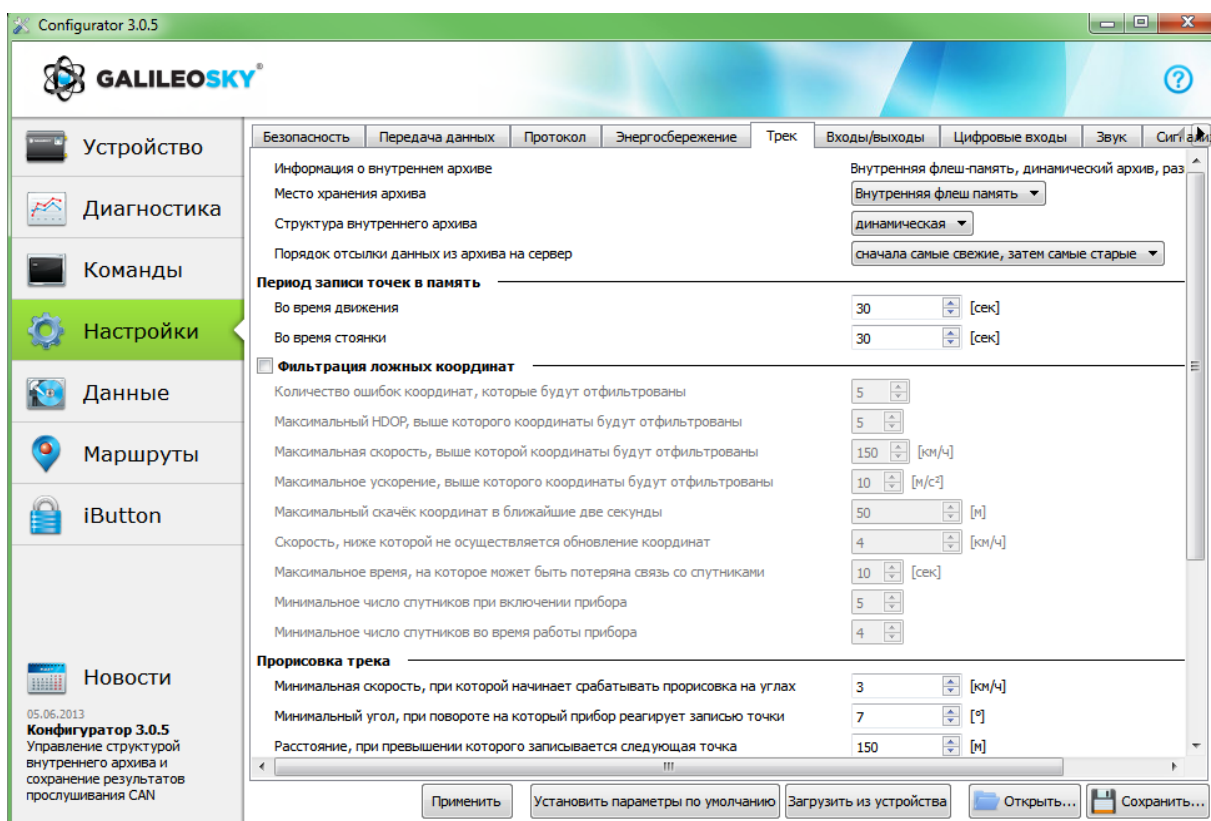 Configurator 3.0.5
GALILEOSKY®
?
Устройство
Диагностика
Команды
Настройки
Данные
Маршруты
iButton
Новости
05.06.2013
Конфигуратор 3.0.5
Управление структурой
внутреннего архива и
сохранение результатов
прослушивания CAN
Безопасность Передача данных Протокол Энергосбережение Трек Входы/выходы Цифровые входы Звук
Информация о внутреннем архиве Внутренняя флеш-память, динамический архив, раз
Место хранения архива Внутренняя флеш память
Структура внутреннего архива динамическая
Порядок отсылки данных из архива на сервер сначала самые свежие, затем самые старые
Период записи точек в память
Во время движения 30 [сек]
Во время стоянки 30 [сек]
Фильтрация ложных координат
Количество ошибок координат, которые будут отфильтрованы 5
Максимальный HDOP, выше которого координаты будут отфильтрованы 5
Максимальная скорость, выше которой координаты будут отфильтрованы 150 [км/ч]
Максимальное ускорение, выше которого координаты будут отфильтрованы 10 [м/с²]
Максимальный скачёк координат в ближайшие две секунды 50 [м]
Скорость, ниже которой не осуществляется обновление координат 4 [км/ч]
Максимальное время, на которое может быть потеряна связь со спутниками 10 [сек]
Минимальное число спутников при включении прибора 5
Минимальное число спутников во время работы прибора 4
Прорисовка трека
Минимальная скорость, при которой начинает срабатывать прорисовка на углах 3 [км/ч]
Минимальный угол, при повороте на который прибор реагирует записью точки 7 [°]
Расстояние, при превышении которого записывается следующая точка 150 [м]
Применить Установить параметры по умолчанию Загрузить из устройства Открыть... Сохранить...